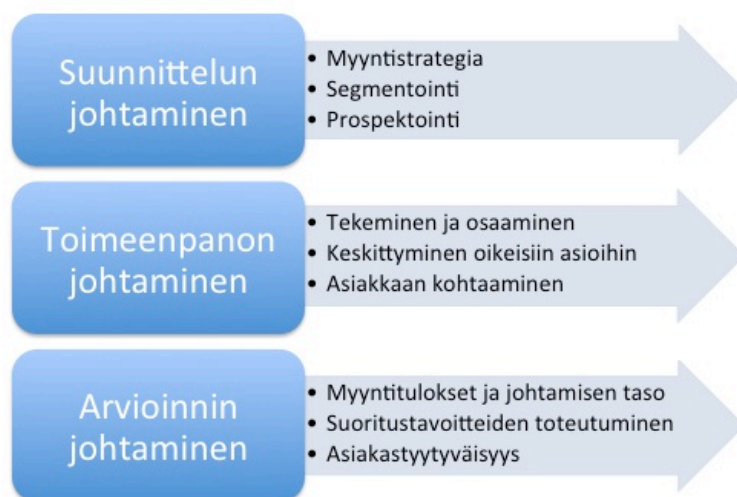 Suunnittelun
johtaminen
• Myyntistrategia
• Segmentointi
• Prospektointi
Toimeenpanon
johtaminen
• Tekeminen ja osaaminen
• Keskittyminen oikeisiin asioihin
• Asiakkaan kohtaaminen
Arvioinnin
johtaminen
• Myyntitulokset ja johtamisen taso
• Suoritustavoitteiden toteutuminen
• Asiakastyytyväisyys